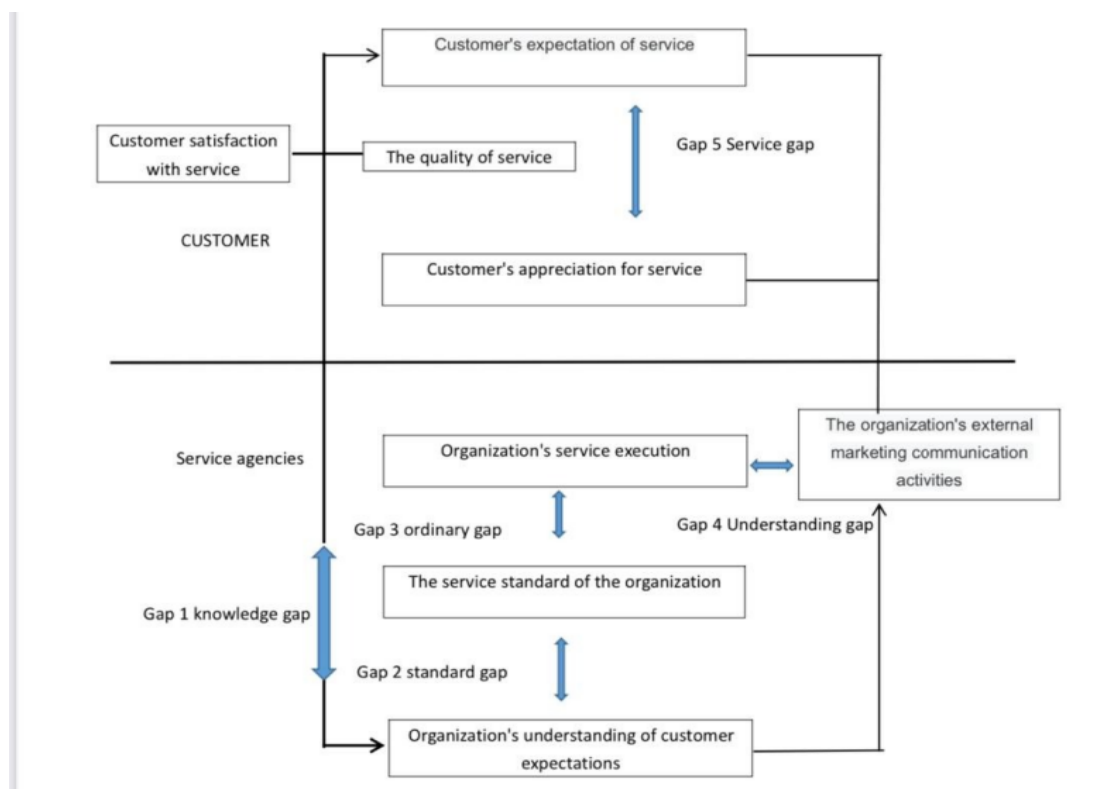 Customer's expectation of service
Gap 5 Service gap
Customer satisfaction
with service
The quality of service
CUSTOMER
Customer's appreciation for service
Service agencies
Organization's service execution
The organization's external
marketing communication
activities
Gap 3 ordinary gap
Gap 4 Understanding gap
The service standard of the organization
Gap 1 knowledge gap
Gap 2 standard gap
Organization's understanding of customer
expectations